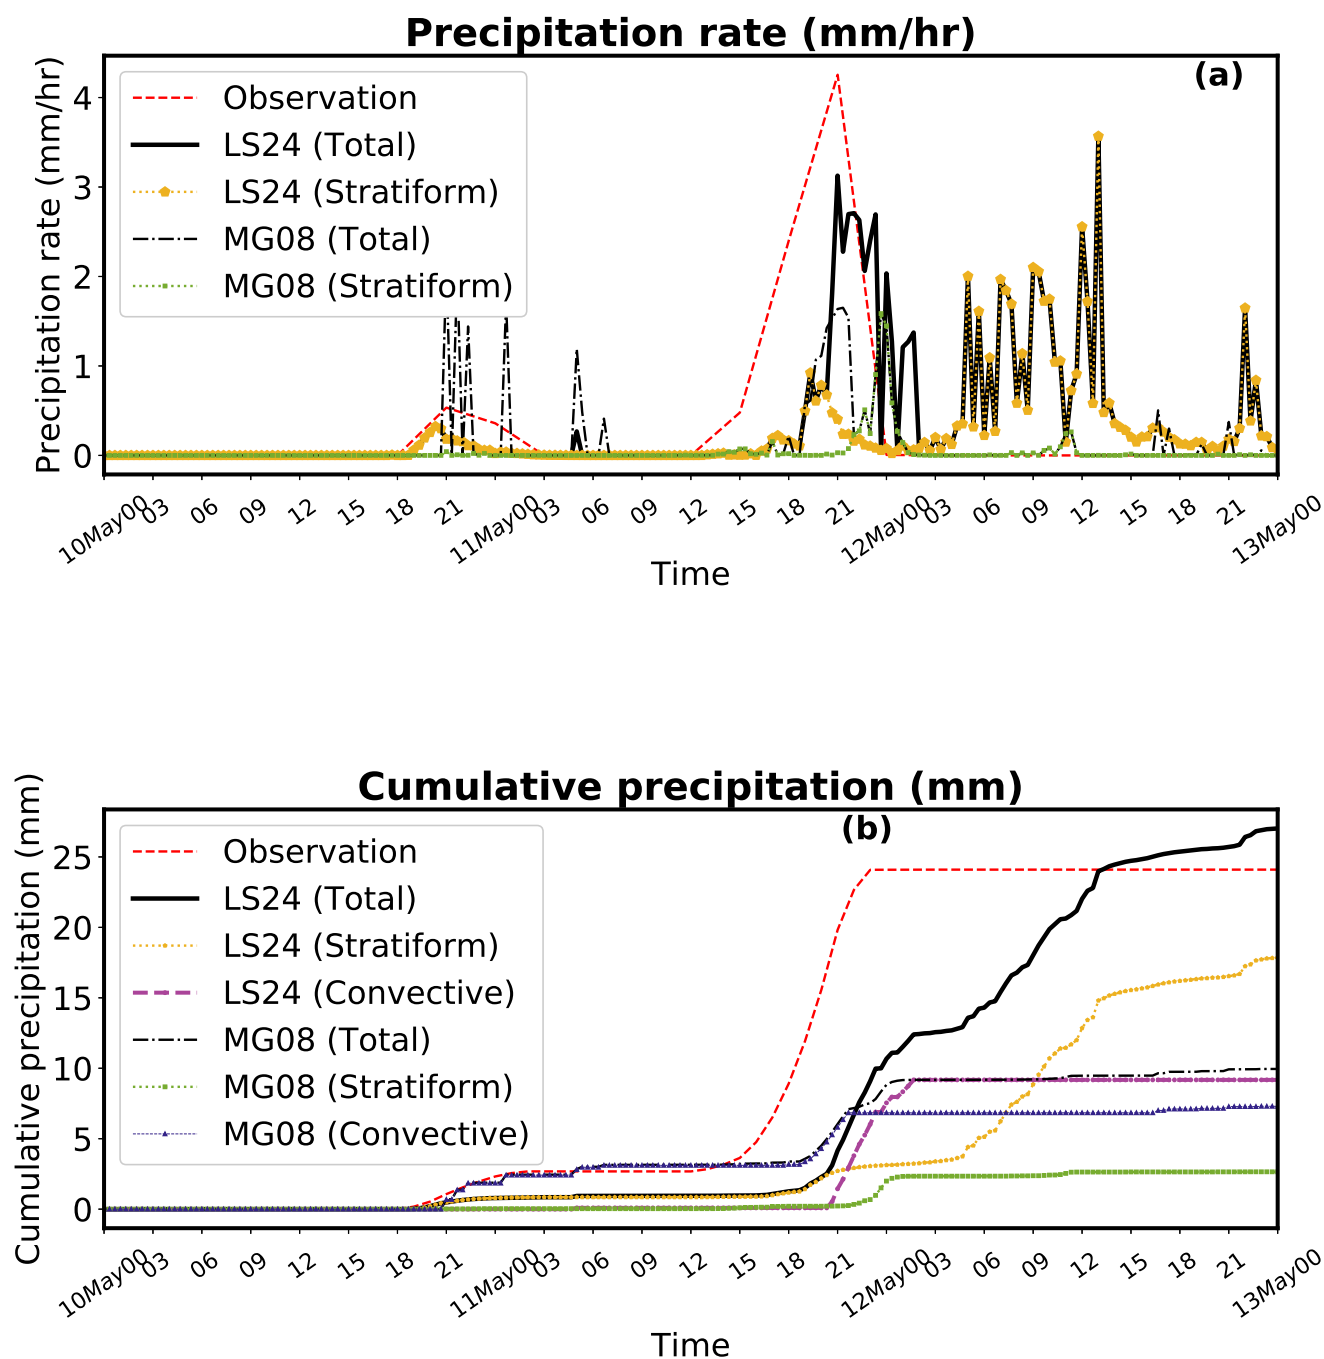 Precipitation rate (mm/hr)
(a)
Precipitation rate (mm/hr)
Observation
LS24 (Total)
LS24 (Stratiform)
MG08 (Total)
MG08 (Stratiform)
4
3
2
1
0
10May00 03 06 09 12 15 18 21 11May00 03 06 09 12 15 18 21 12May00 03 06 09 12 15 18 21 13May00
Time
Cumulative precipitation (mm)
(b)
Cumulative precipitation (mm)
Observation
LS24 (Total)
LS24 (Stratiform)
LS24 (Convective)
MG08 (Total)
MG08 (Stratiform)
MG08 (Convective)
25
20
15
10
5
0
10May00 03 06 09 12 15 18 21 11May00 03 06 09 12 15 18 21 12May00 03 06 09 12 15 18 21 13May00
Time